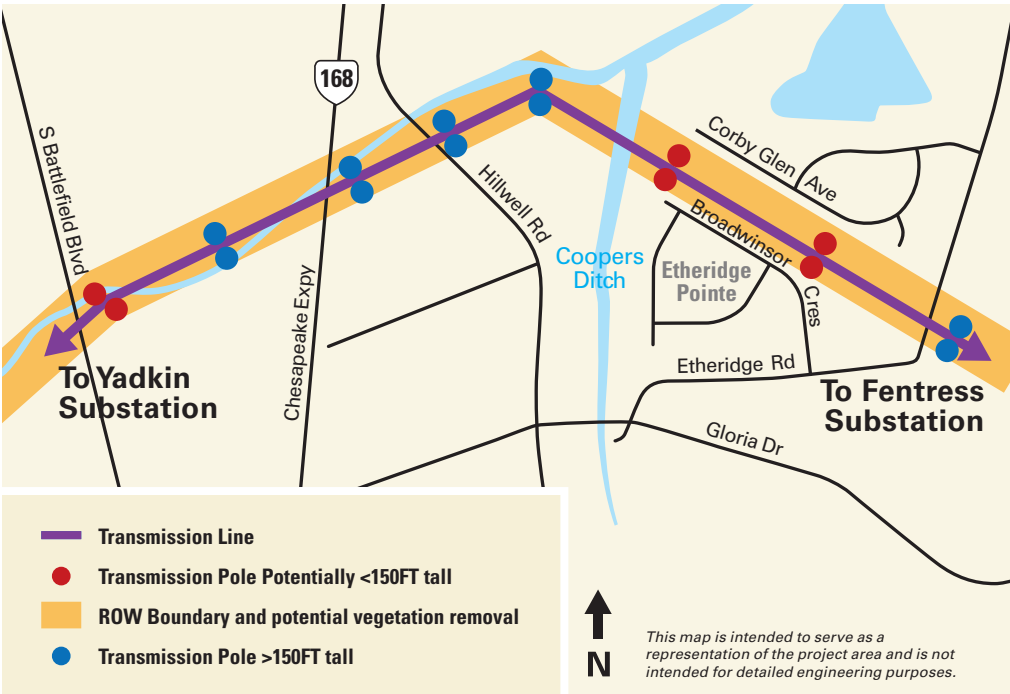 168
S Battlefield Blvd
Chesapeake Expy
Hillwell Rd
Coopers
Ditch
Corby Glen Ave
Broadwinsor
Cres
Etheridge
Pointe
Etheridge Rd
Gloria Dr
To Yadkin
Substation
To Fentress
Substation
Transmission Line
Transmission Pole Potentially <150FT tall
ROW Boundary and potential vegetation removal
Transmission Pole >150FT tall
N
This map is intended to serve as a
representation of the project area and is not
intended for detailed engineering purposes.